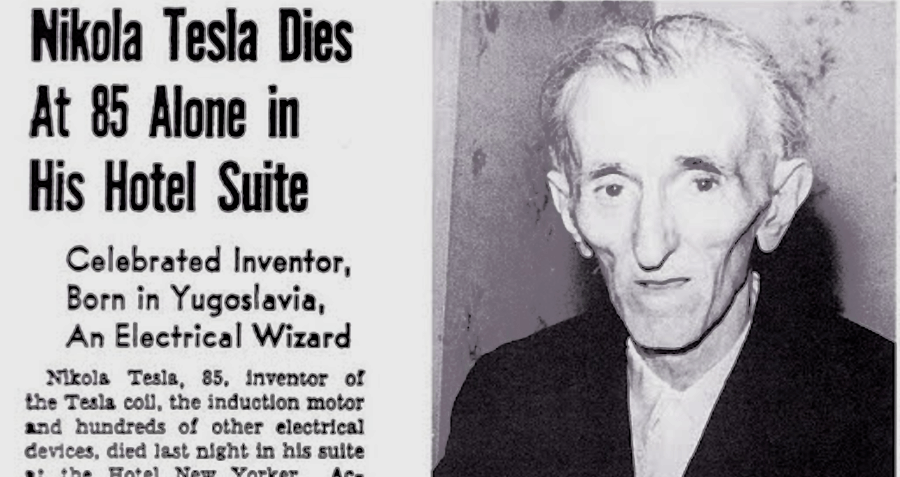 Nikola Tesla Dies
At 85 Alone in
His Hotel Suite
Celebrated Inventor,
Born in Yugoslavia,
An Electrical Wizard
Nikola Tesla, 85, inventor of
the Tesla coil, the induction motor
and hundreds of other electrical
devices, died last night in his suite
at the Hotel New Yorker. Ac-